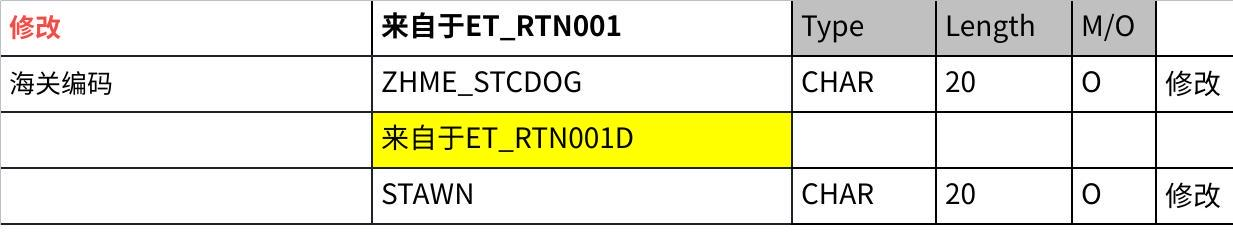 修改 来自于ET_RTN001 Type Length M/O
海关编码 ZHME_STCDOG CHAR 20 O 修改
来自于ET_RTN001D
STAWN CHAR 20 O 修改